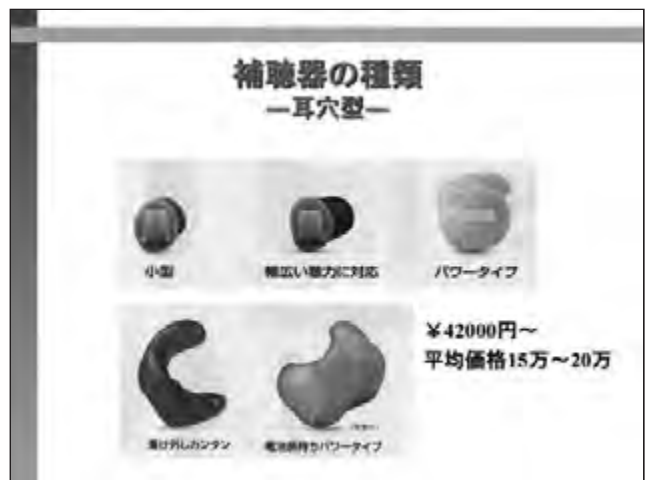 補聴器の種類
—耳穴型—
小型
幅広い聴力に対応
パワータイプ
¥42000円～
平均価格15万～20万
着け外しカンタン
電池長持ちパワータイプ